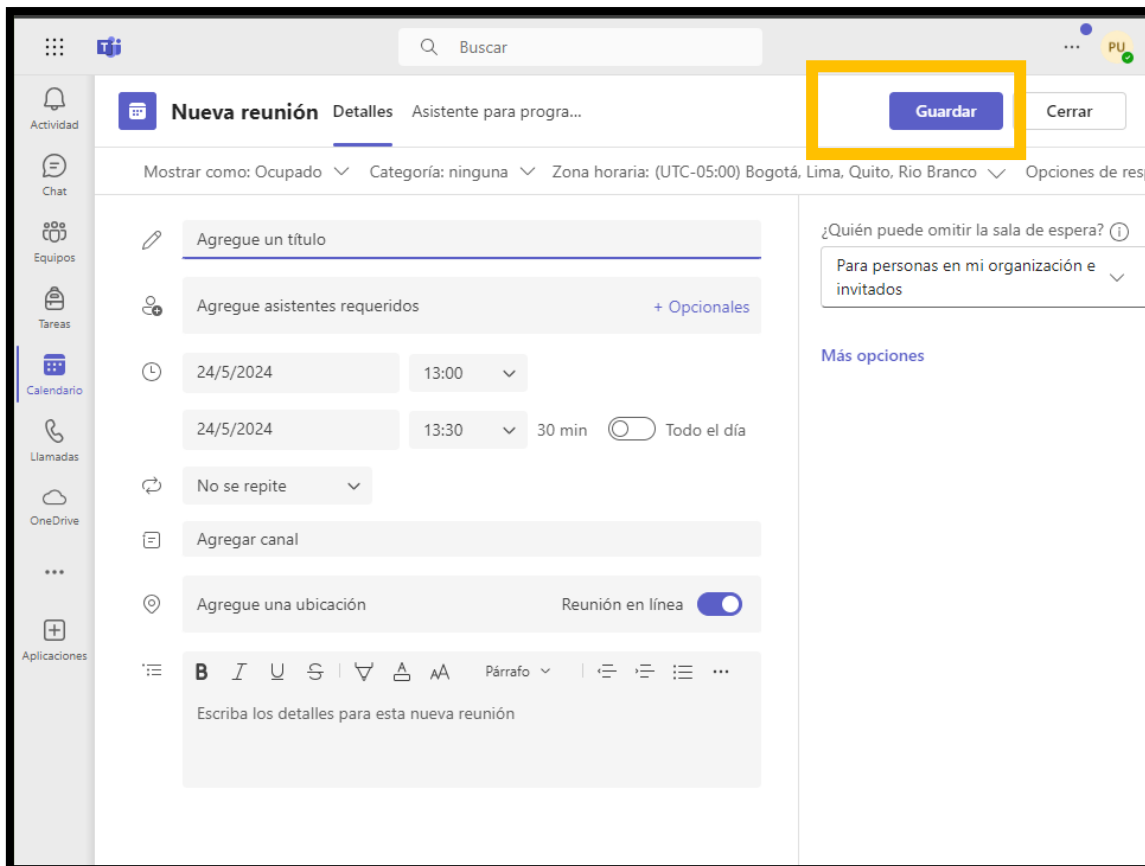 Buscar
PU
Actividad
Chat
Equipos
Tareas
Calendario
Llamadas
OneDrive
Aplicaciones
Nueva reunión Detalles Asistente para progra... Guardar Cerrar
Mostrar como: Ocupado Categoría: ninguna Zona horaria: (UTC-05:00) Bogotá, Lima, Quito, Rio Branco Opciones de res
Agregue un título
Agregue asistentes requeridos + Opcionales
24/5/2024 13:00
24/5/2024 13:30 30 min Todo el día
No se repite
Agregar canal
Agregue una ubicación Reunión en línea
B I U S A AA Párrafo
Escriba los detalles para esta nueva reunión
¿Quién puede omitir la sala de espera?
Para personas en mi organización e
invitados
Más opciones